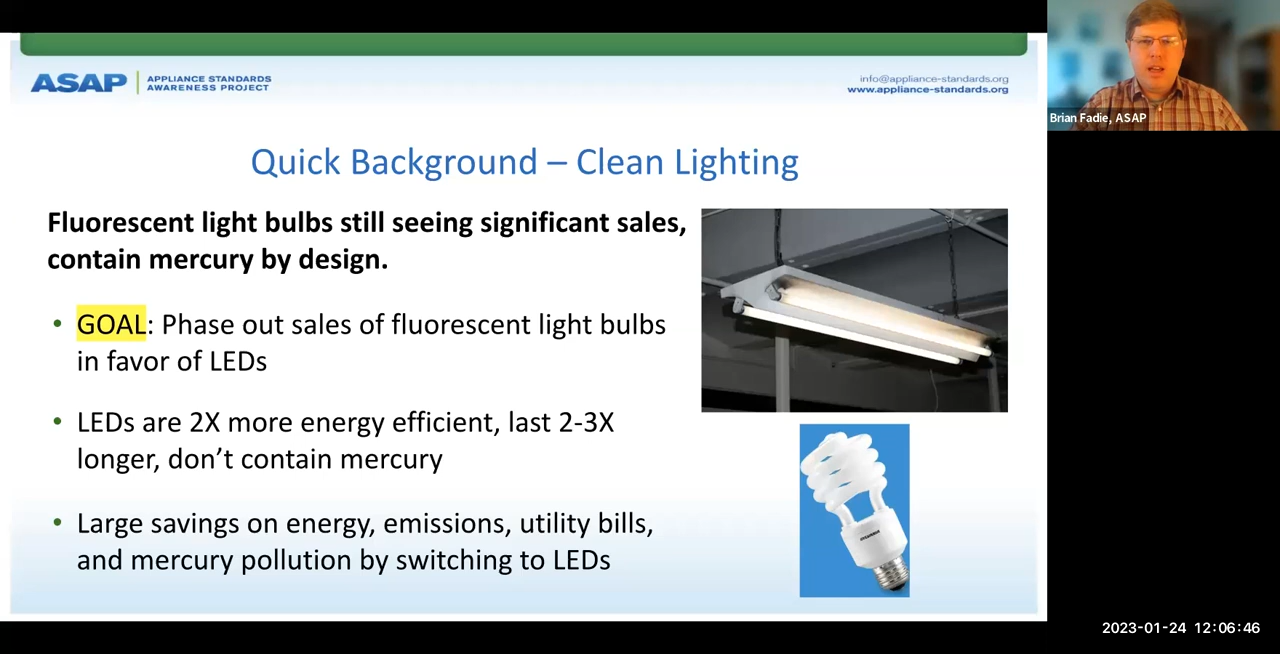 ASAP
APPLIANCE STANDARDS
AWARENESS PROJECT
info@appliance-standards.org
www.appliance-standards.org
Brian Fadie, ASAP
Quick Background – Clean Lighting
Fluorescent light bulbs still seeing significant sales,
contain mercury by design.
• GOAL: Phase out sales of fluorescent light bulbs
in favor of LEDs
• LEDs are 2X more energy efficient, last 2-3X
longer, don’t contain mercury
• Large savings on energy, emissions, utility bills,
and mercury pollution by switching to LEDs
SYLVANIA
2023-01-24 12:06:46